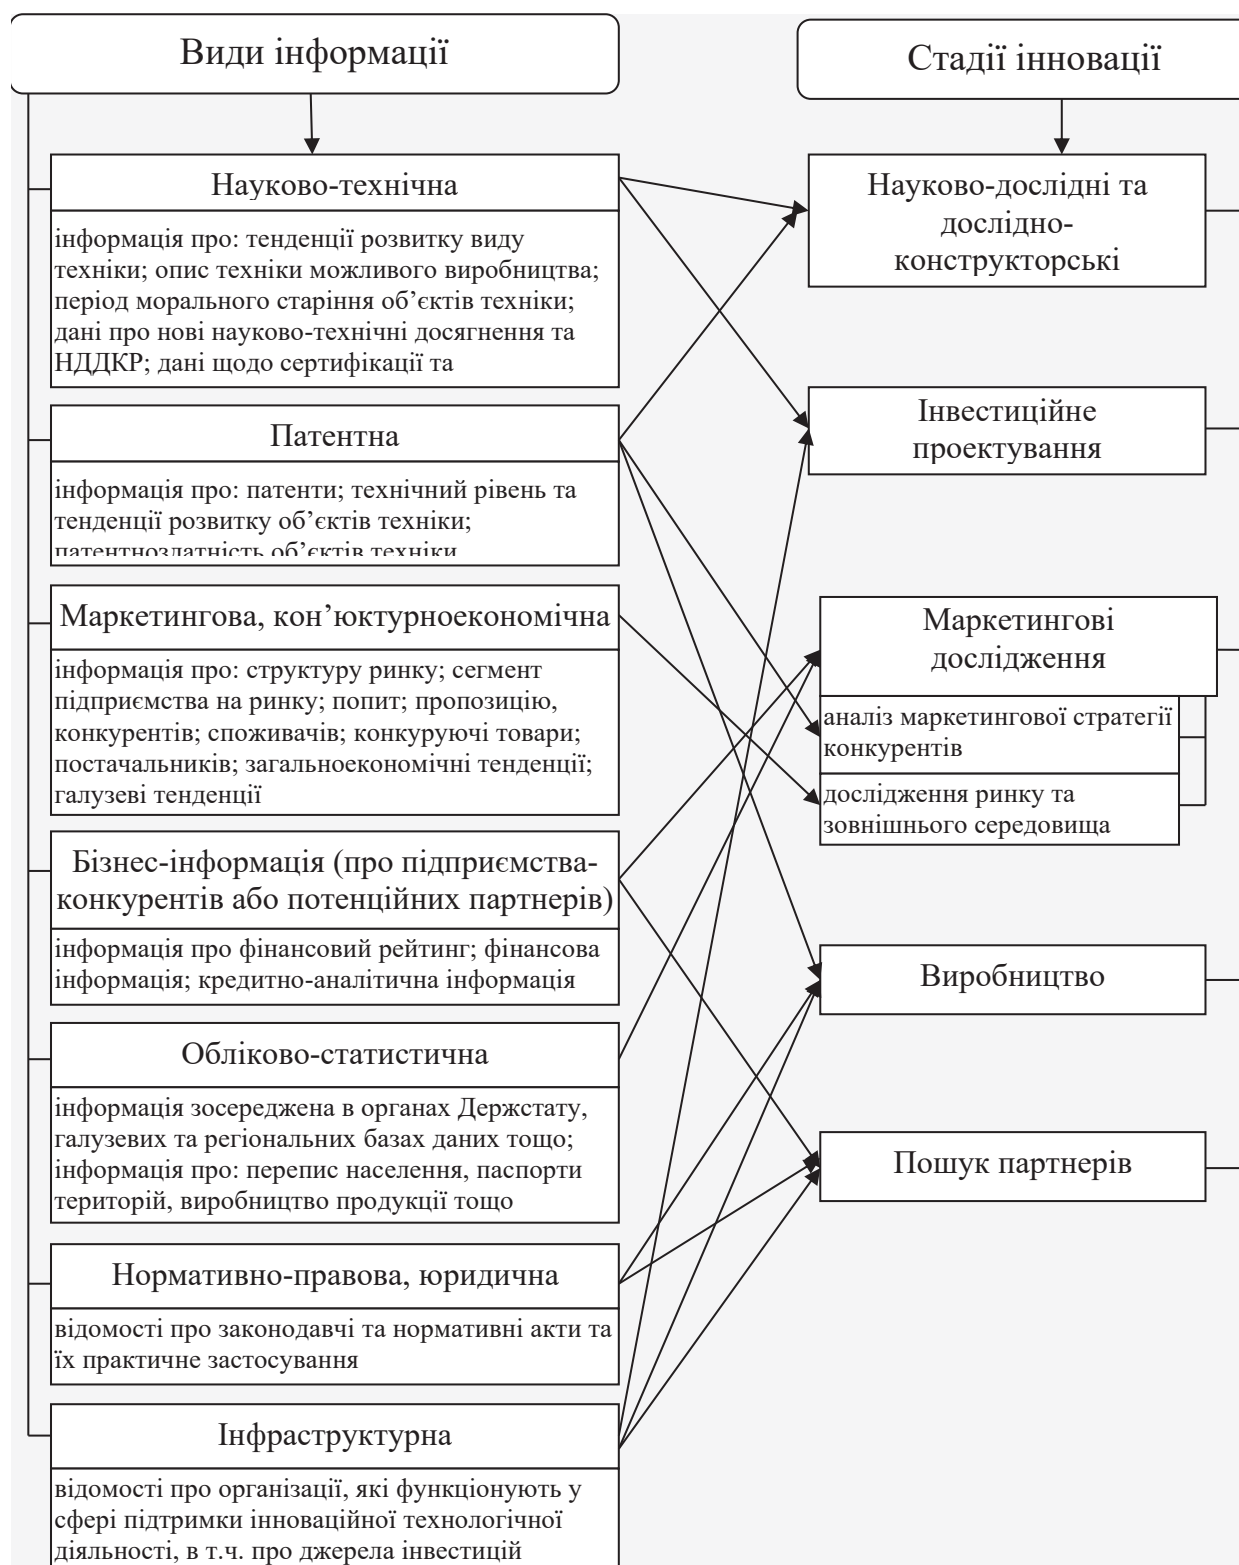 Види інформації
Науково-технічна
інформація про: тенденції розвитку виду
техніки; опис техніки можливого виробництва;
період морального старіння об’єктів техніки;
дані про нові науково-технічні досягнення та
НДДКР; дані щодо сертифікації та
Патентна
інформація про: патенти; технічний рівень та
тенденції розвитку об’єктів техніки;
патентноздатність об’єктів техніки
Маркетингова, кон’юктурноекономічна
інформація про: структуру ринку; сегмент
підприємства на ринку; попит; пропозицію,
конкурентів; споживачів; конкуруючі товари;
постачальників; загальноекономічні тенденції;
галузеві тенденції
Бізнес-інформація (про підприємства-
конкурентів або потенційних партнерів)
інформація про фінансовий рейтинг; фінансова
інформація; кредитно-аналітична інформація
Обліково-статистична
інформація зосереджена в органах Держстату,
галузевих та регіональних базах даних тощо;
інформація про: перепис населення, паспорти
територій, виробництво продукції тощо
Нормативно-правова, юридична
відомості про законодавчі та нормативні акти та
їх практичне застосування
Інфраструктурна
відомості про організації, які функціонують у
сфері підтримки інноваційної технологічної
діяльності, в т.ч. про джерела інвестицій
Стадії інновації
Науково-дослідні та
дослідно-
конструкторські
Інвестиційне
проектування
Маркетингові
дослідження
аналіз маркетингової стратегії
конкурентів
дослідження ринку та
зовнішнього середовища
Виробництво
Пошук партнерів